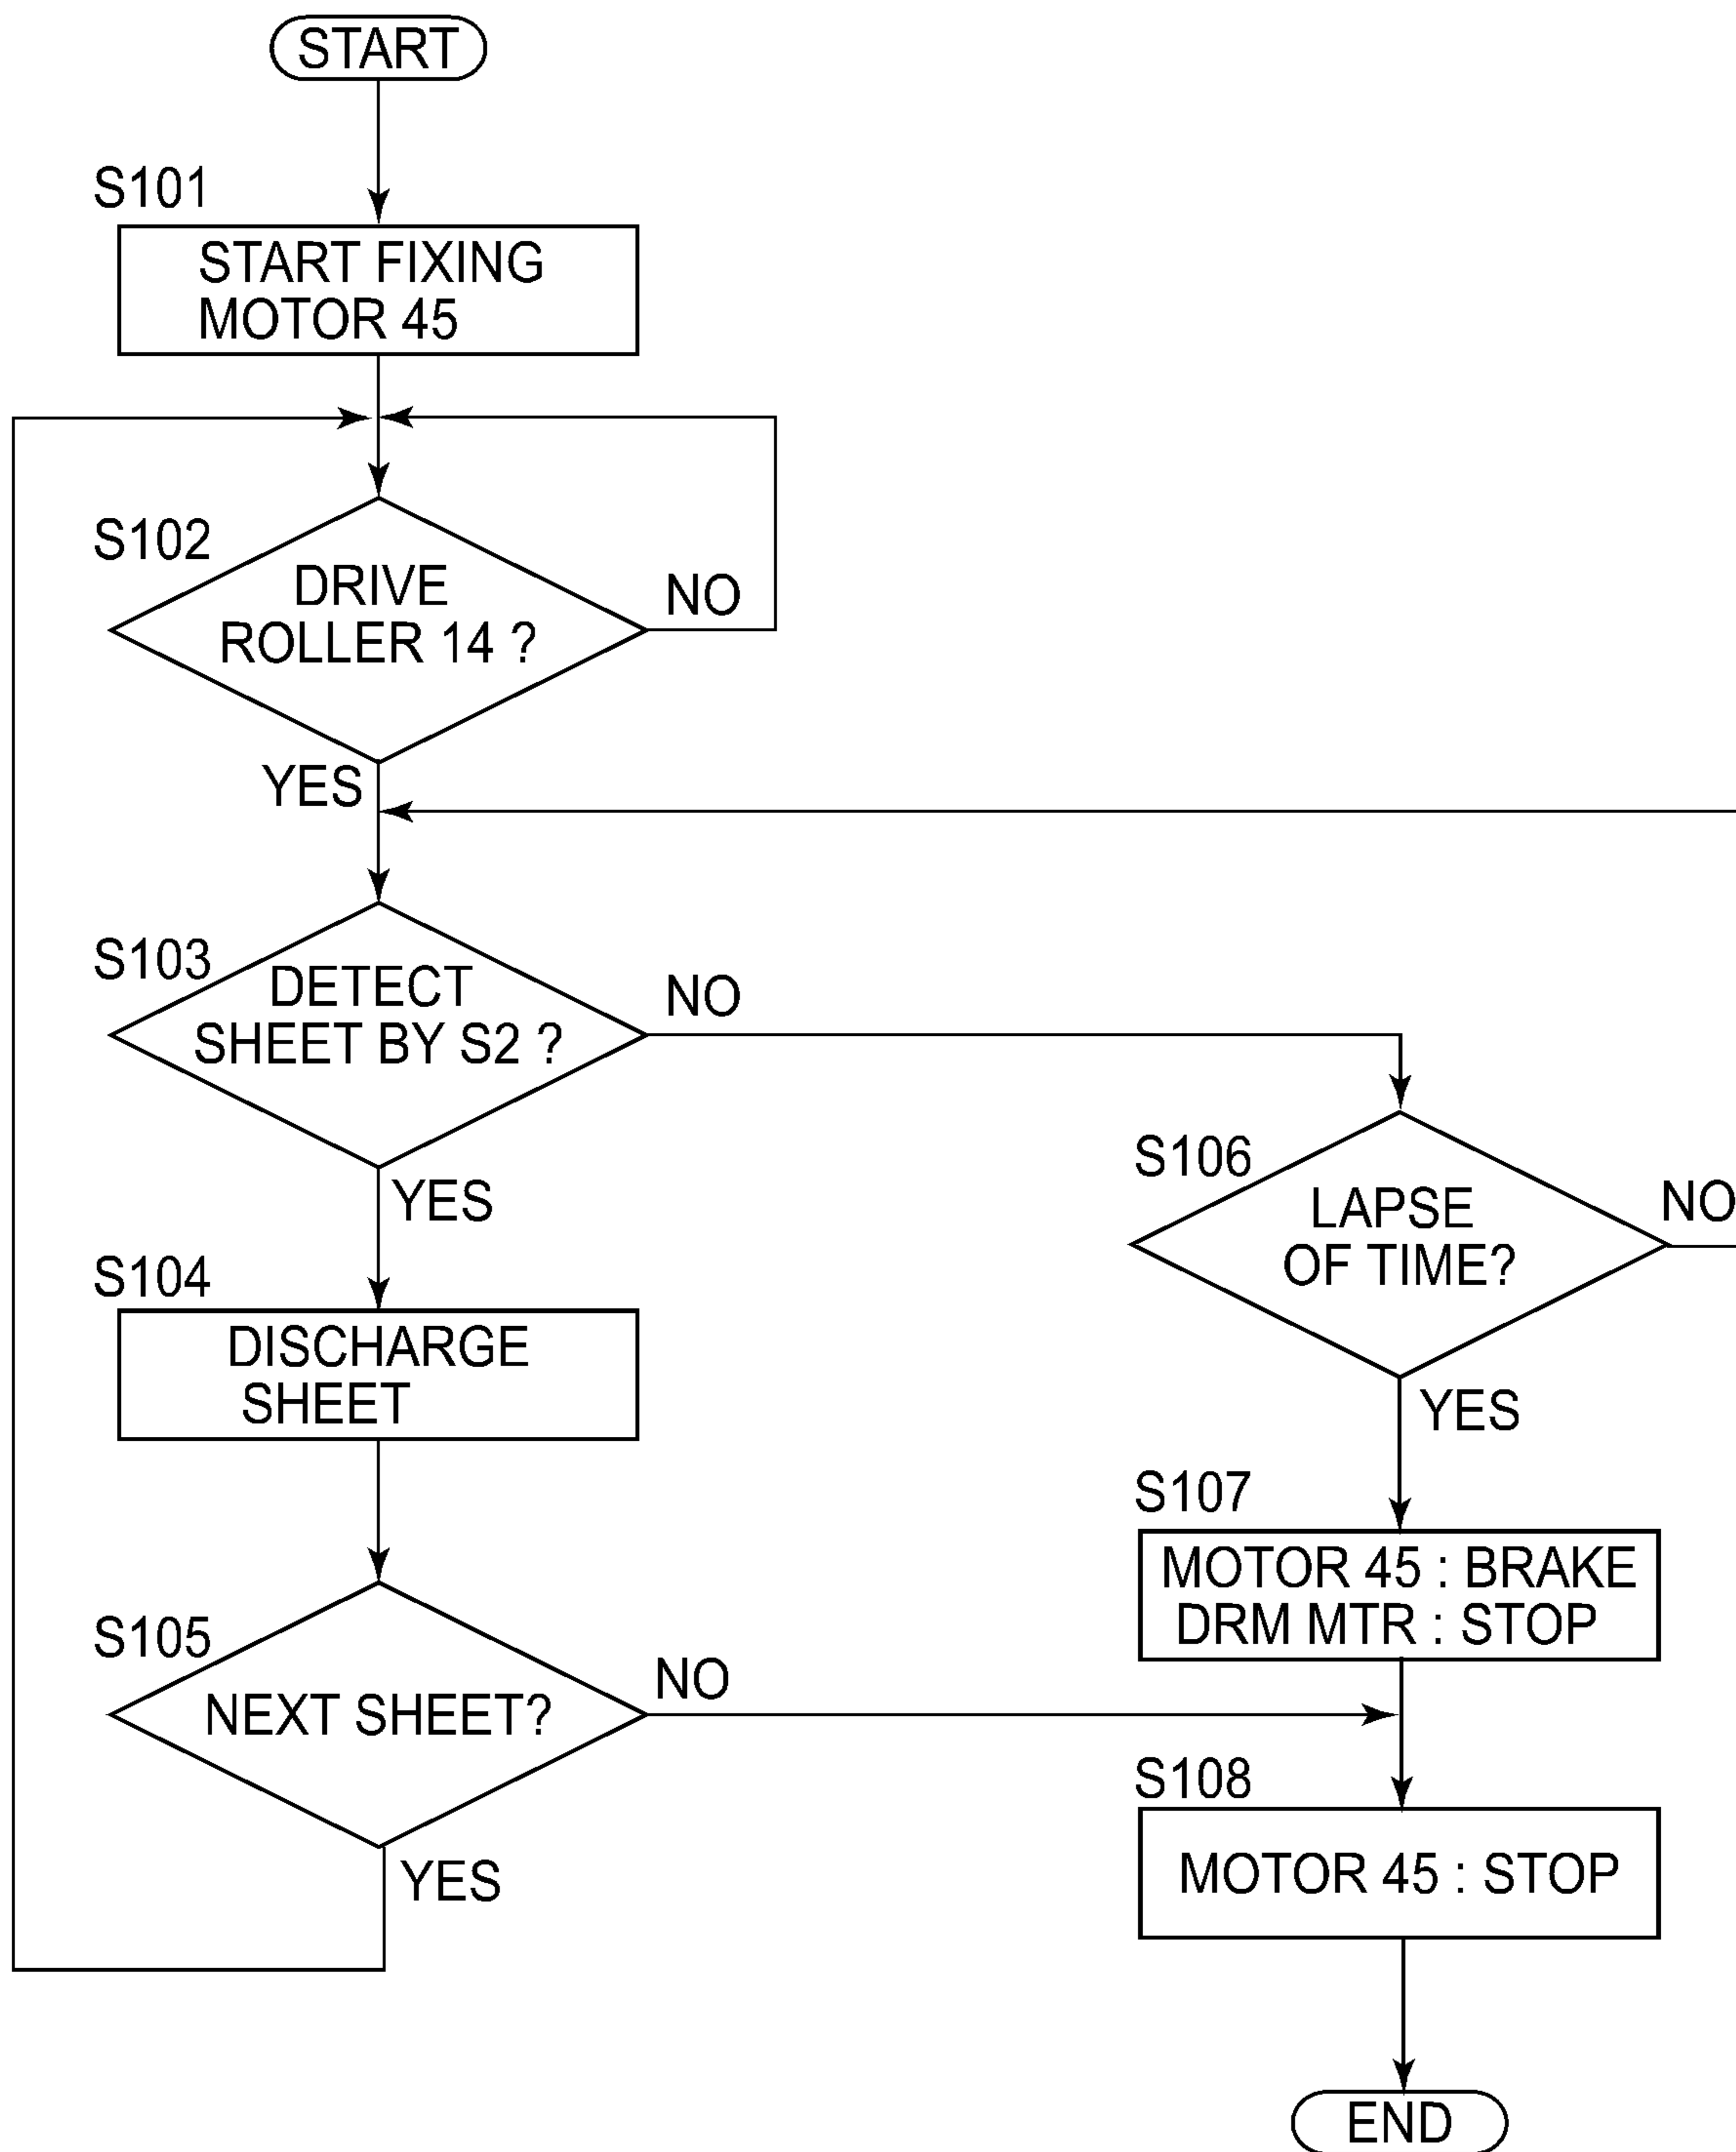 START
S101
START FIXING
MOTOR 45
S102
DRIVE
ROLLER 14 ?
NO
YES
S103
DETECT
SHEET BY S2 ?
NO
YES
S104
DISCHARGE
SHEET
S105
NEXT SHEET?
NO
YES
S106
LAPSE
OF TIME?
NO
YES
S107
MOTOR 45 : BRAKE
DRM MTR : STOP
S108
MOTOR 45 : STOP
END